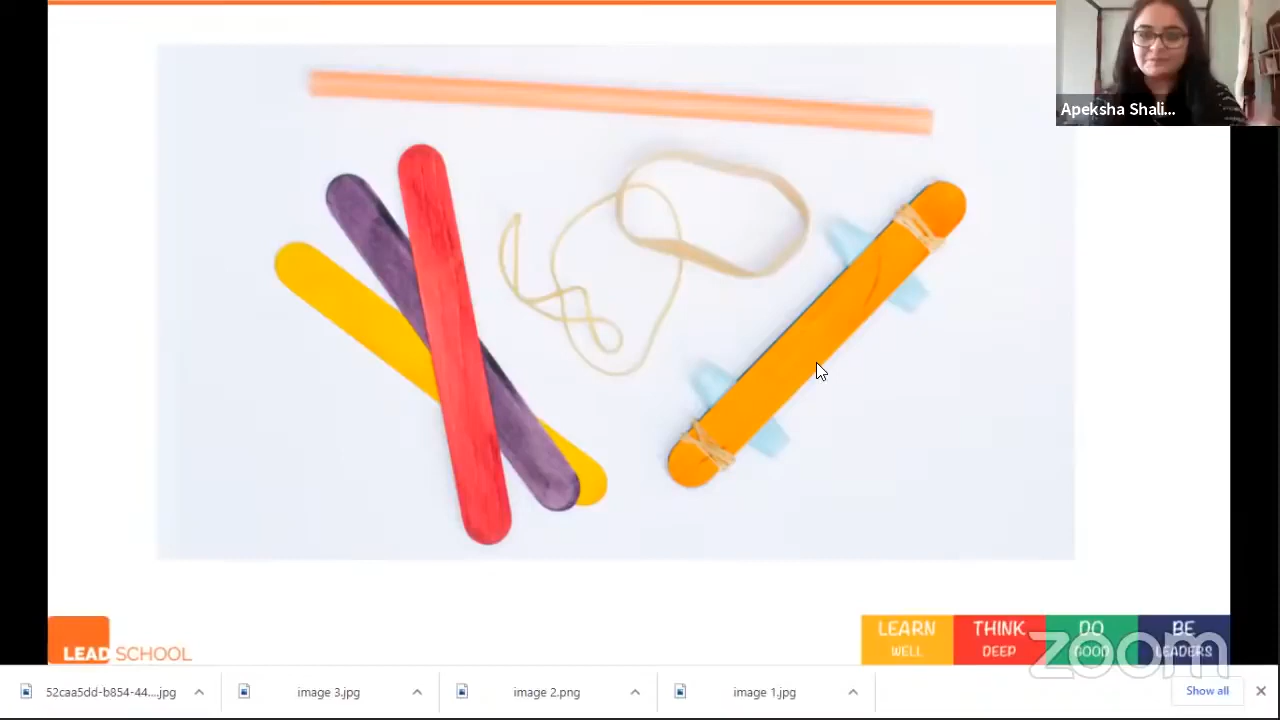 Apeksha Shali...
LEAD SCHOOL
LEARN
WELL
THINK
DEEP
DO
GOOD
BE
LEADERS
zoom
52caa5dd-b854-44....jpg
image 3.jpg
image 2.png
image 1.jpg
Show all